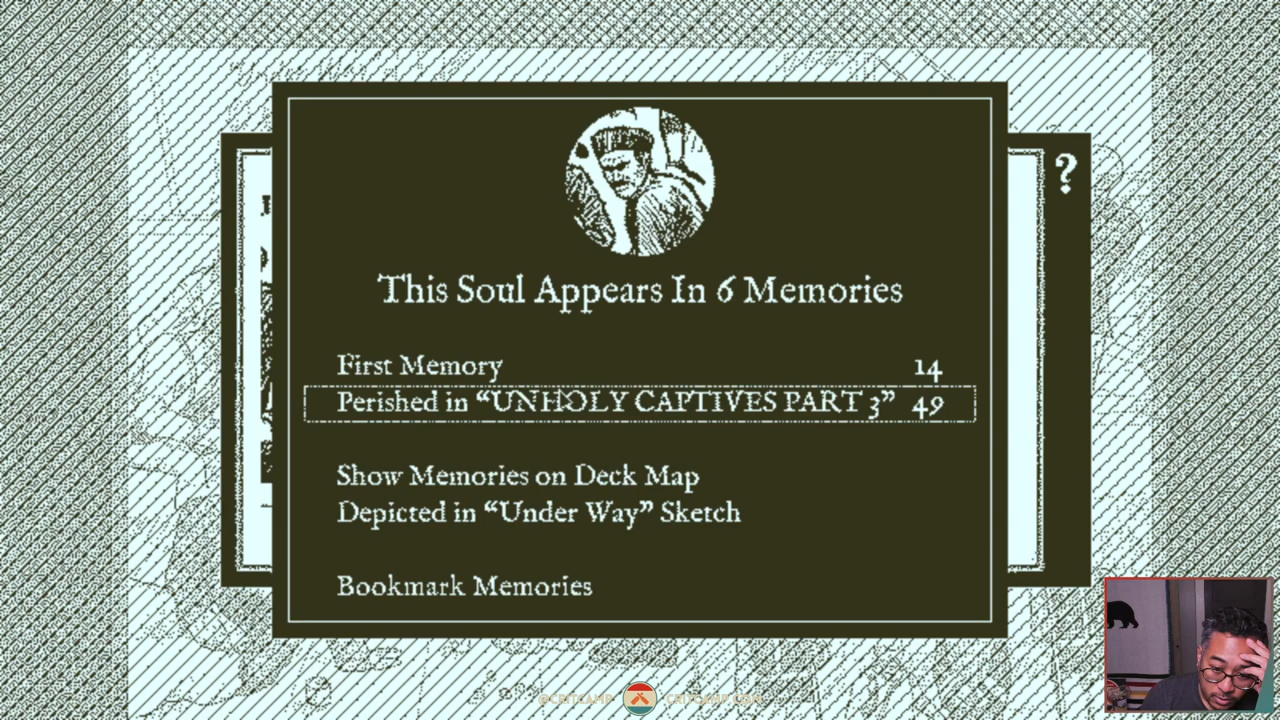 ?
This Soul Appears In 6 Memories
First Memory 14
Perished in “UNHOLY CAPTIVES PART 3” 49
Show Memories on Deck Map
Depicted in “Under Way” Sketch
Bookmark Memories
@CRITCAMP